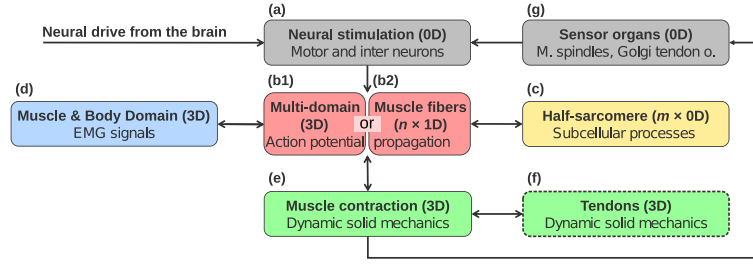 (a)
(g)
Neural drive from the brain
Neural stimulation (0D)
Motor and inter neurons
Sensor organs (0D)
M. spindles, Golgi tendon o.
(d)
(b1)
(b2)
(c)
Muscle & Body Domain (3D)
EMG signals
Multi-domain
(3D)
or
Muscle fibers
(n × 1D)
Action potential propagation
Half-sarcomere (m × 0D)
Subcellular processes
(e)
(f)
Muscle contraction (3D)
Dynamic solid mechanics
Tendons (3D)
Dynamic solid mechanics